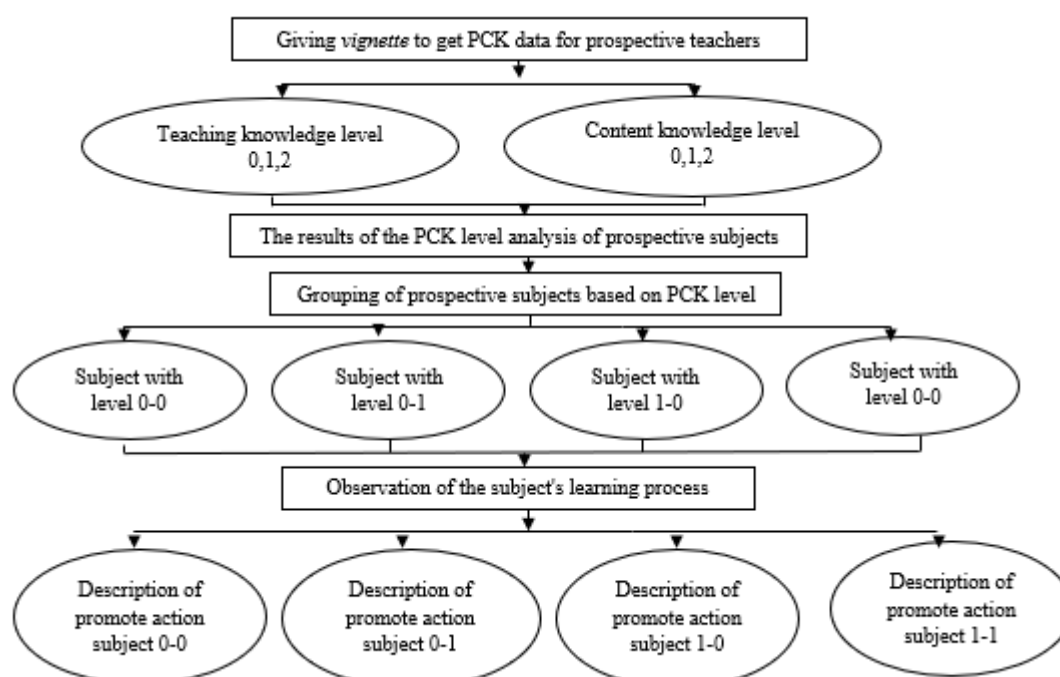 Giving vignette to get PCK data for prospective teachers
Teaching knowledge level
0,1,2
Content knowledge level
0,1,2
The results of the PCK level analysis of prospective subjects
Grouping of prospective subjects based on PCK level
Subject with
level 0-0
Subject with
level 0-1
Subject with
level 1-0
Subject with
level 0-0
Observation of the subject's learning process
Description of
promote action
subject 0-0
Description of
promote action
subject 0-1
Description of
promote action
subject 1-0
Description of
promote action
subject 1-1